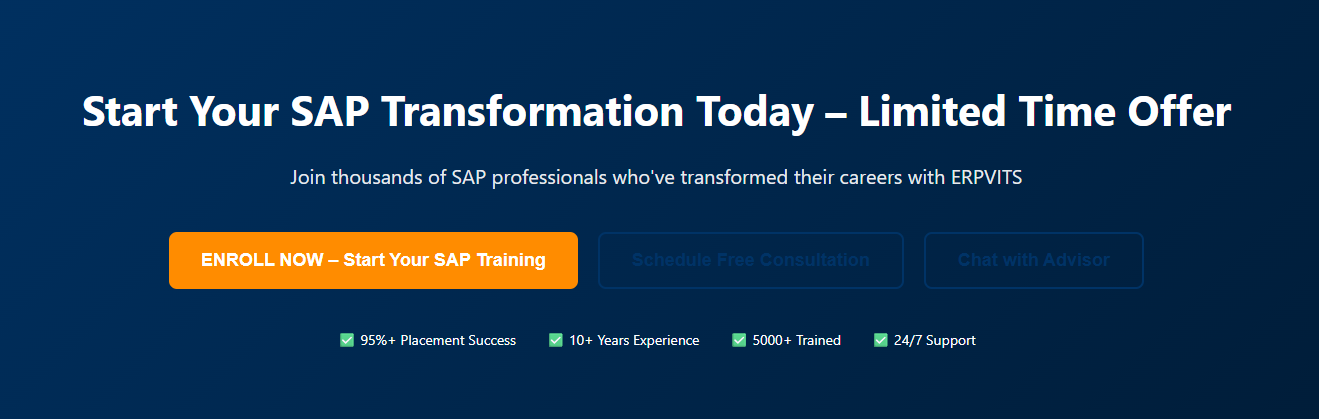 Start Your SAP Transformation Today – Limited Time Offer
Join thousands of SAP professionals who've transformed their careers with ERPVITS
ENROLL NOW – Start Your SAP Training
Schedule Free Consultation
Chat with Advisor
✅ 95%+ Placement Success
✅ 10+ Years Experience
✅ 5000+ Trained
✅ 24/7 Support